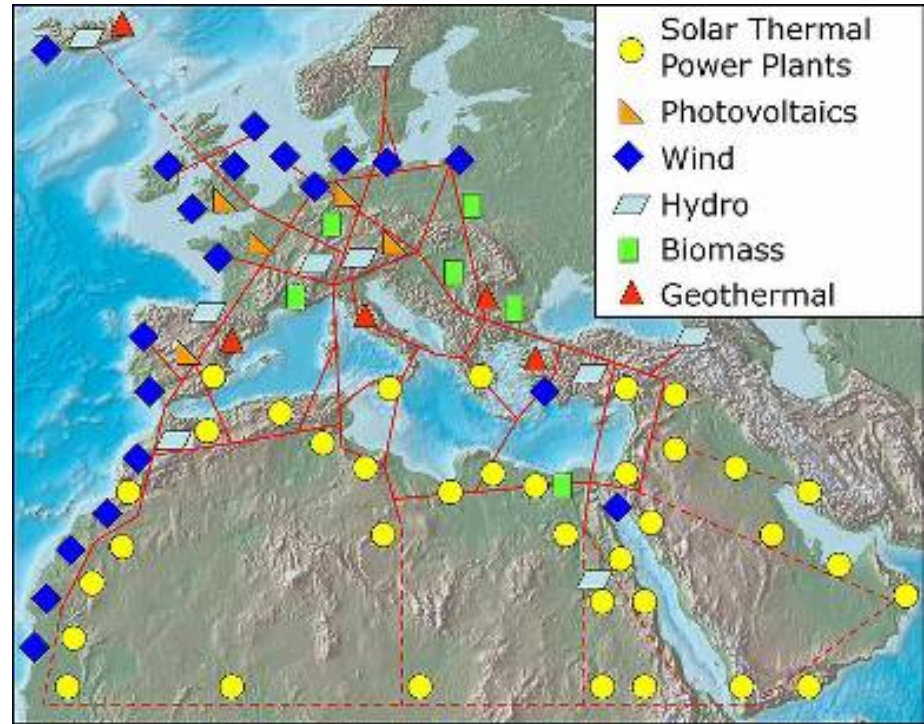 Solar Thermal
Power Plants
Photovoltaics
Wind
Hydro
Biomass
Geothermal